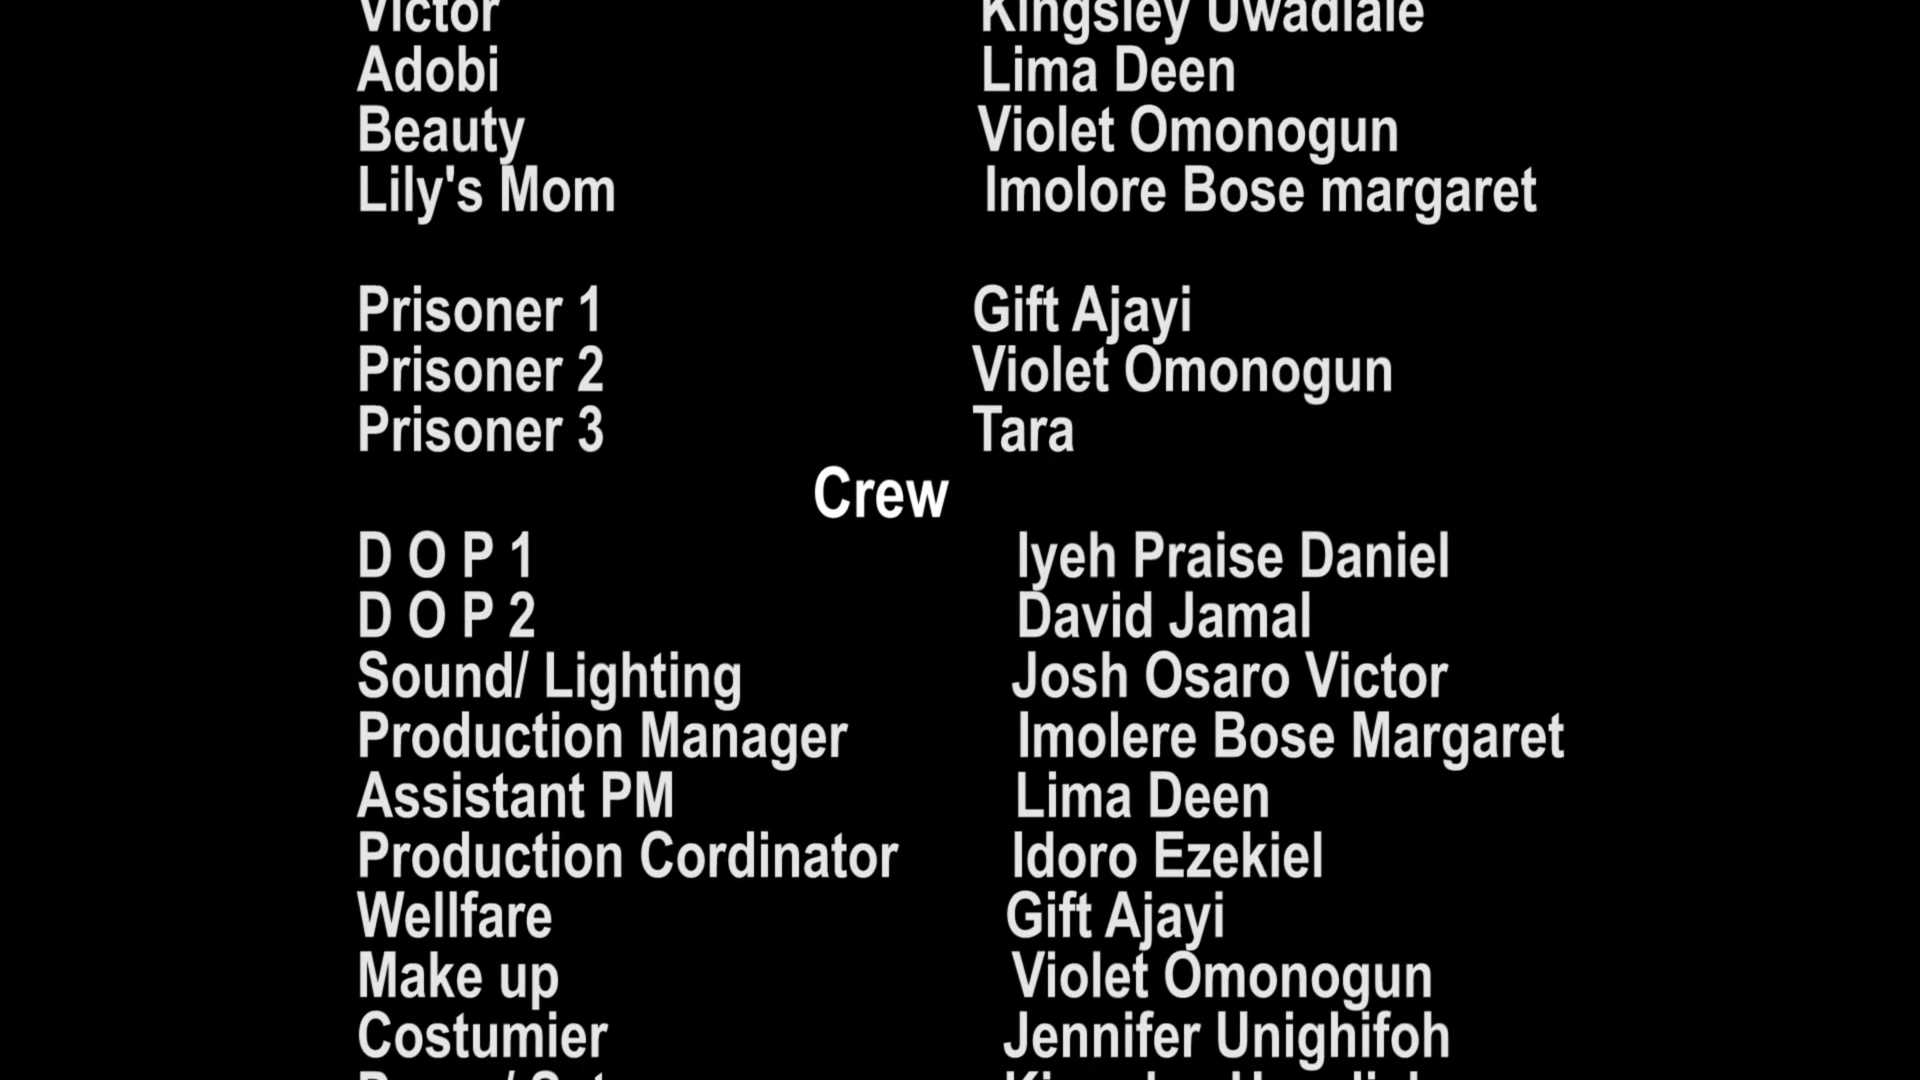 Victor Kingsley Uwadiale
Adobi Lima Deen
Beauty Violet Omonogun
Lily's Mom Imolore Bose margaret
Prisoner 1 Gift Ajayi
Prisoner 2 Violet Omonogun
Prisoner 3 Tara
Crew
D O P 1 Iyeh Praise Daniel
D O P 2 David Jamal
Sound/ Lighting Josh Osaro Victor
Production Manager Imolere Bose Margaret
Assistant PM Lima Deen
Production Cordinator Idoro Ezekiel
Wellfare Gift Ajayi
Make up Violet Omonogun
Costumier Jennifer Unighifoh